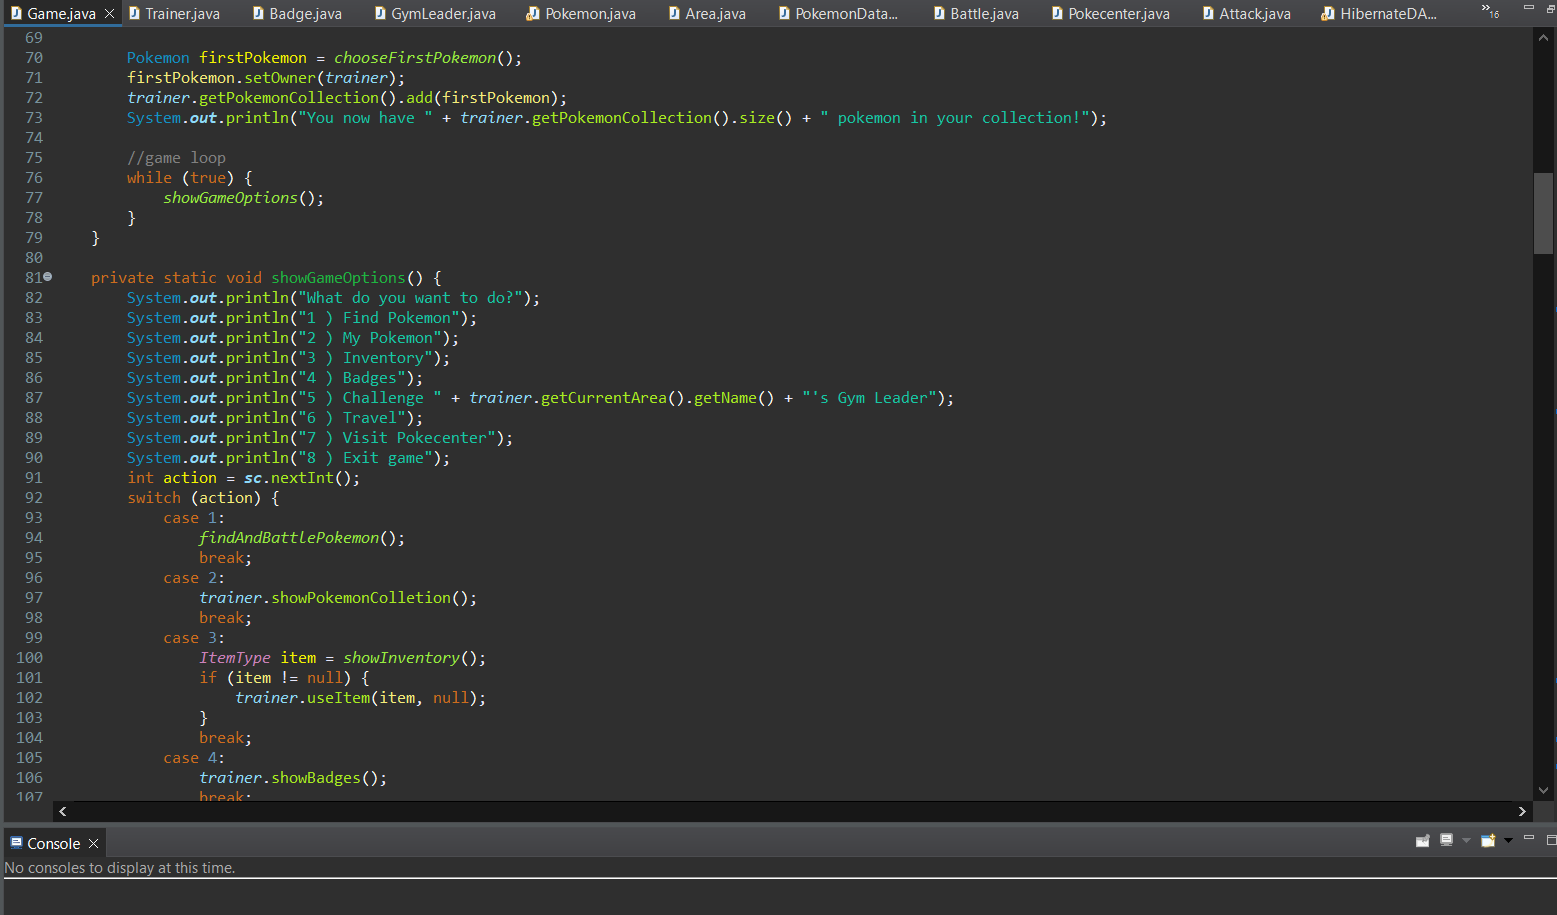 Game.java Trainer.java Badge.java GymLeader.java Pokemon.java Area.java PokemonData... Battle.java Pokecenter.java Attack.java HibernateDA... »16
69
70 Pokemon firstPokemon = chooseFirstPokemon();
71 firstPokemon.setOwner(trainer);
72 trainer.getPokemonCollection().add(firstPokemon);
73 System.out.println("You now have " + trainer.getPokemonCollection().size() + " pokemon in your collection!");
74
75 //game loop
76 while (true) {
77 showGameOptions();
78 }
79 }
80
81 private static void showGameOptions() {
82 System.out.println("What do you want to do?");
83 System.out.println("1 ) Find Pokemon");
84 System.out.println("2 ) My Pokemon");
85 System.out.println("3 ) Inventory");
86 System.out.println("4 ) Badges");
87 System.out.println("5 ) Challenge " + trainer.getCurrentArea().getName() + "'s Gym Leader");
88 System.out.println("6 ) Travel");
89 System.out.println("7 ) Visit Pokecenter");
90 System.out.println("8 ) Exit game");
91 int action = sc.nextInt();
92 switch (action) {
93 case 1:
94 findAndBattlePokemon();
95 break;
96 case 2:
97 trainer.showPokemonColletion();
98 break;
99 case 3:
100 ItemType item = showInventory();
101 if (item != null) {
102 trainer.useItem(item, null);
103 }
104 break;
105 case 4:
106 trainer.showBadges();
107 break;
Console
No consoles to display at this time.